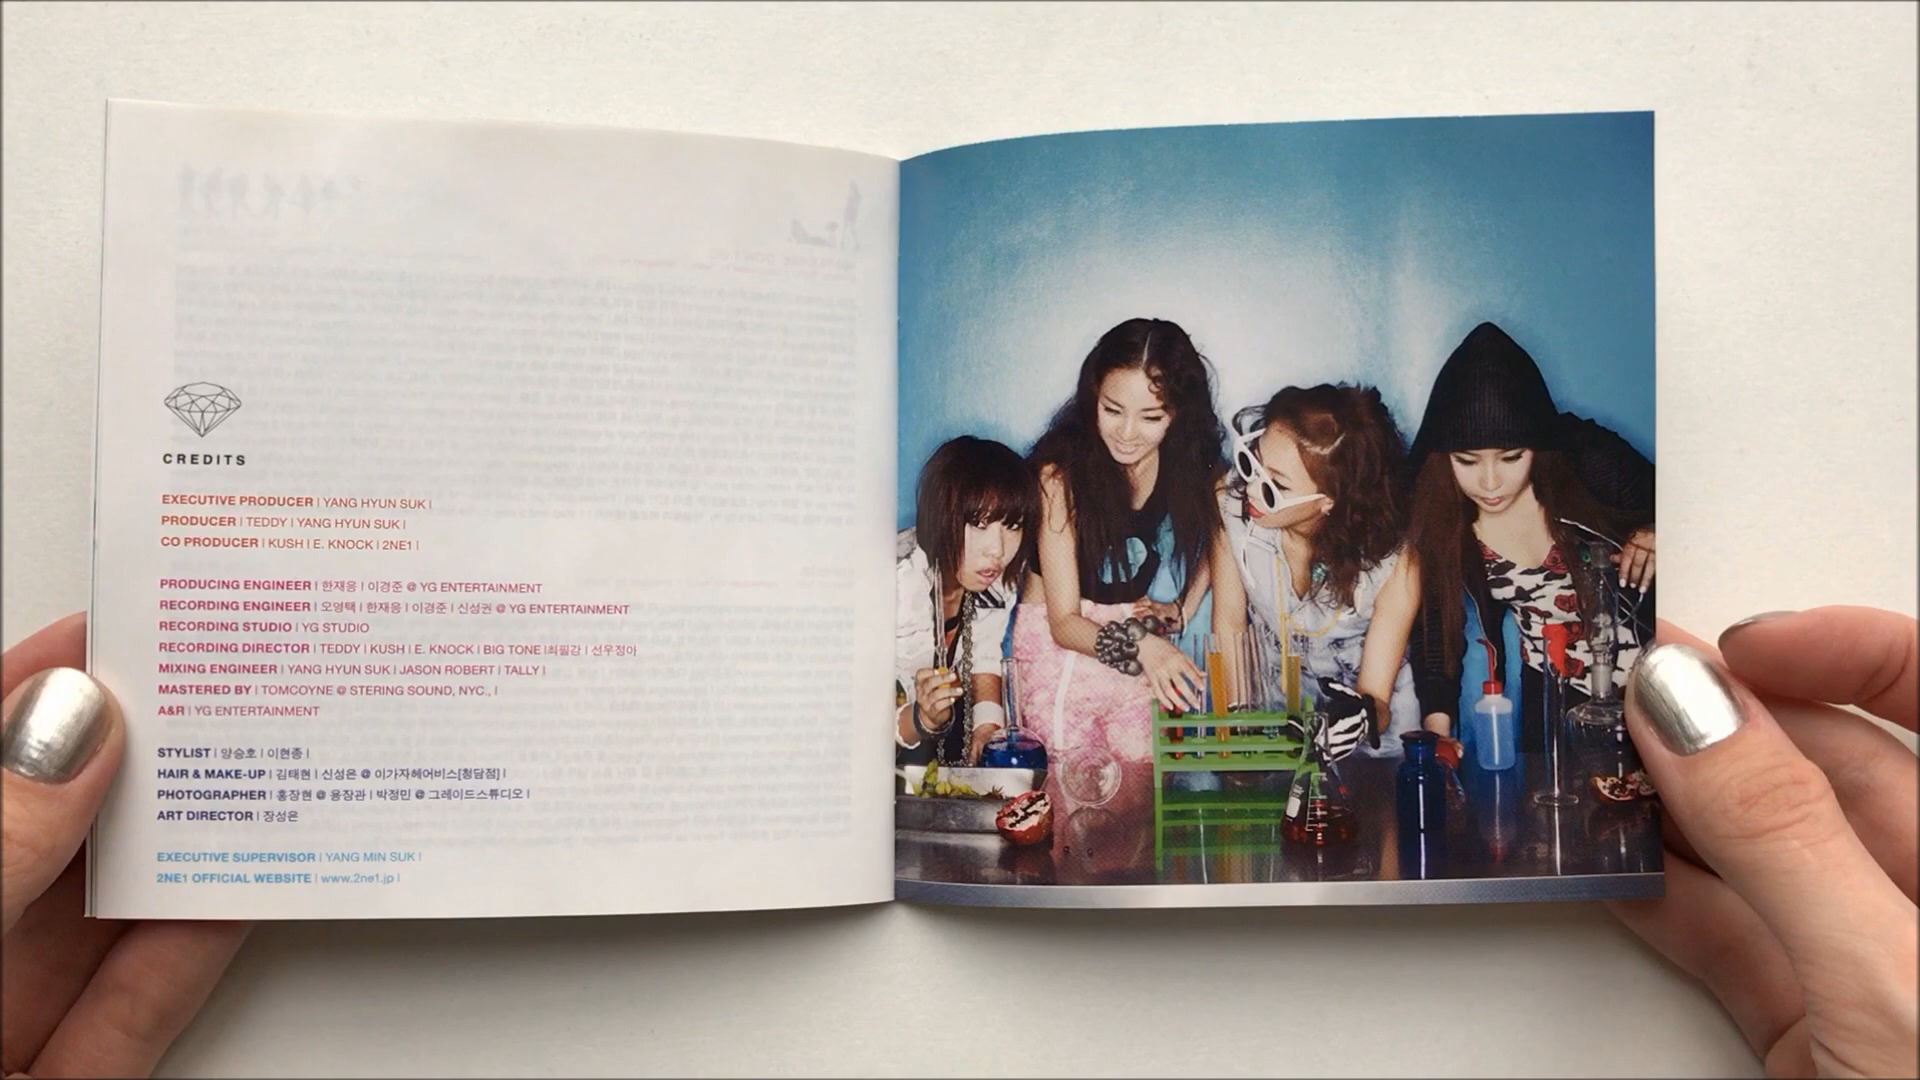 CREDITS
EXECUTIVE PRODUCER | YANG HYUN SUK |
PRODUCER | TEDDY | YANG HYUN SUK |
CO PRODUCER | KUSH | E. KNOCK | 2NE1 |
PRODUCING ENGINEER | 한재응 | 이경준 @ YG ENTERTAINMENT
RECORDING ENGINEER | 오영택 | 한재응 | 이경준 | 신성권 @ YG ENTERTAINMENT
RECORDING STUDIO | YG STUDIO
RECORDING DIRECTOR | TEDDY | KUSH | E. KNOCK | BIG TONE |최필강 | 선우정아
MIXING ENGINEER | YANG HYUN SUK | JASON ROBERT | TALLY |
MASTERED BY | TOMCOYNE @ STERING SOUND, NYC., |
A&R | YG ENTERTAINMENT
STYLIST | 양승호 | 이현종 |
HAIR & MAKE-UP | 김태현 | 신성은 @ 이가자헤어비스[청담점] |
PHOTOGRAPHER | 홍장현 @ 용장관 | 박정민 @ 그레이드스튜디오 |
ART DIRECTOR | 장성은
EXECUTIVE SUPERVISOR | YANG MIN SUK |
2NE1 OFFICIAL WEBSITE | www.2ne1.jp |